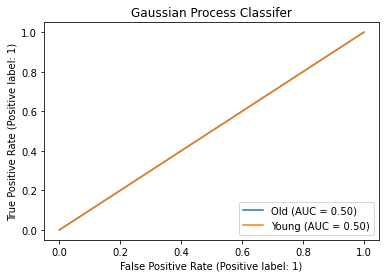 Gaussian Process Classifer
True Positive Rate (Positive label: 1)
1.0
0.8
0.6
0.4
0.2
0.0
Old (AUC = 0.50)
Young (AUC = 0.50)
0.0 0.2 0.4 0.6 0.8 1.0
False Positive Rate (Positive label: 1)